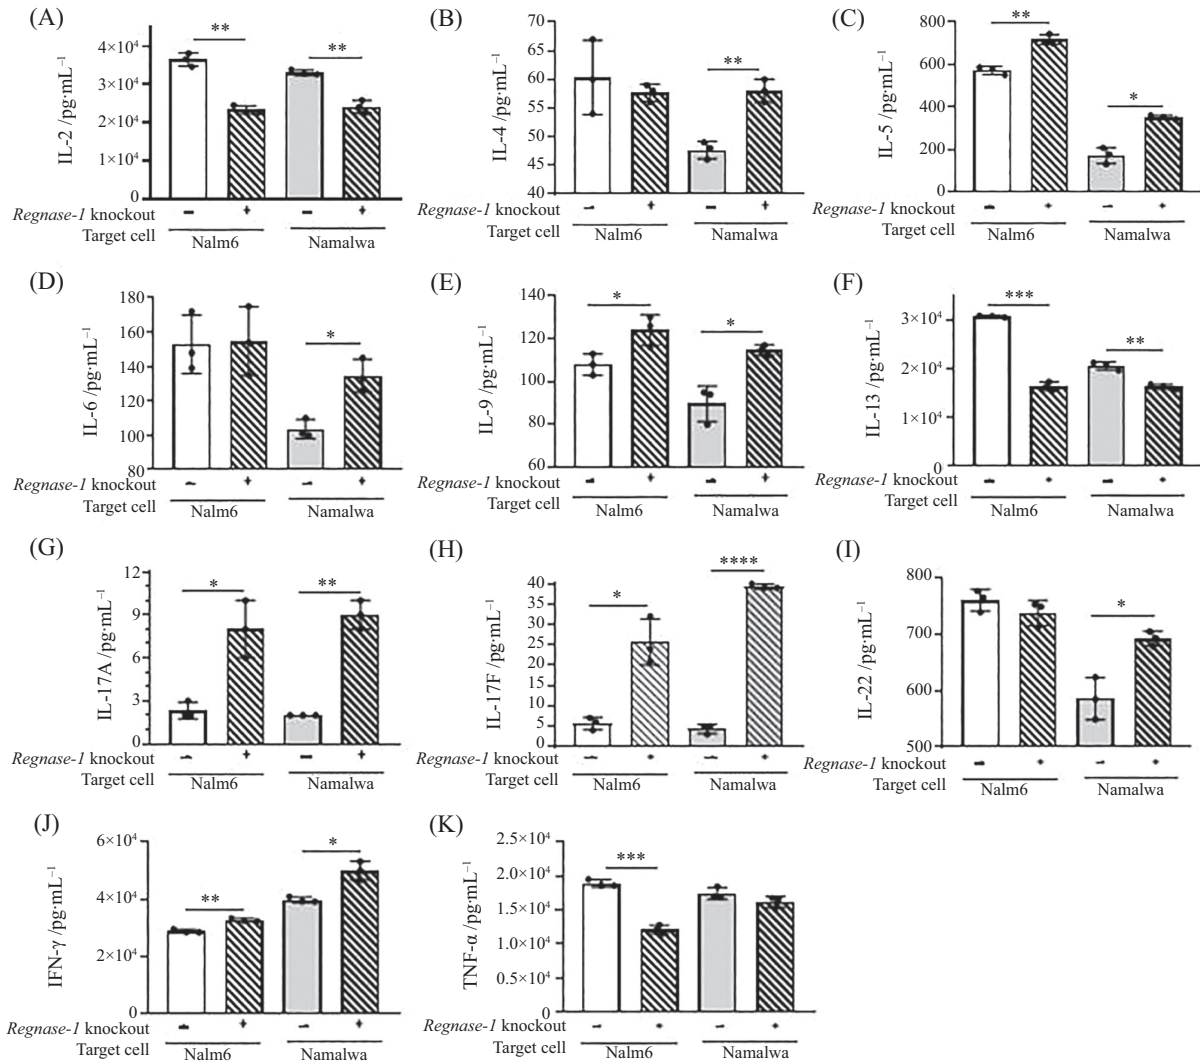 (A)
**
**
4×10⁴
3×10⁴
2×10⁴
1×10⁴
0
IL-2 /pg·mL⁻¹
Regnase-1 knockout - + - +
Target cell Nalm6 Namalwa
(B)
**
70
65
60
55
50
45
40
IL-4 /pg·mL⁻¹
- + - +
Nalm6 Namalwa
(C)
**
*
800
600
400
200
0
IL-5 /pg·mL⁻¹
Regnase-1 knockout - + - +
Target cell Nalm6 Namalwa
(D)
*
180
160
140
120
100
80
IL-6 /pg·mL⁻¹
Regnase-1 knockout - + - +
Target cell Nalm6 Namalwa
(E)
*
*
140
120
100
80
60
IL-9 /pg·mL⁻¹
- + - +
Nalm6 Namalwa
(F)
***
**
3×10⁴
2×10⁴
1×10⁴
0
IL-13 /pg·mL⁻¹
Regnase-1 knockout - + - +
Target cell Nalm6 Namalwa
(G)
*
**
12
9
6
3
0
IL-17A /pg·mL⁻¹
Regnase-1 knockout - + - +
Target cell Nalm6 Namalwa
(H)
*
****
40
35
30
25
20
15
10
5
0
IL-17F /pg·mL⁻¹
Regnase-1 knockout - + - +
Target cell Nalm6 Namalwa
(I)
*
800
700
600
500
IL-22 /pg·mL⁻¹
Regnase-1 knockout - + - +
Target cell Nalm6 Namalwa
(J)
**
*
6×10⁴
4×10⁴
2×10⁴
0
IFN-γ /pg·mL⁻¹
Regnase-1 knockout - + - +
Target cell Nalm6 Namalwa
(K)
***
2.5×10⁴
2.0×10⁴
1.5×10⁴
1.0×10⁴
0.5×10⁴
0
TNF-α /pg·mL⁻¹
Regnase-1 knockout - + - +
Target cell Nalm6 Namalwa